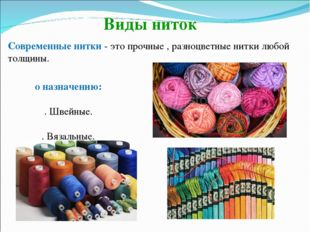 Виды ниток
Современные нитки - это прочные , разноцветные нитки любой
толщины.
о назначению:
. Швейные.
. Вязальные.